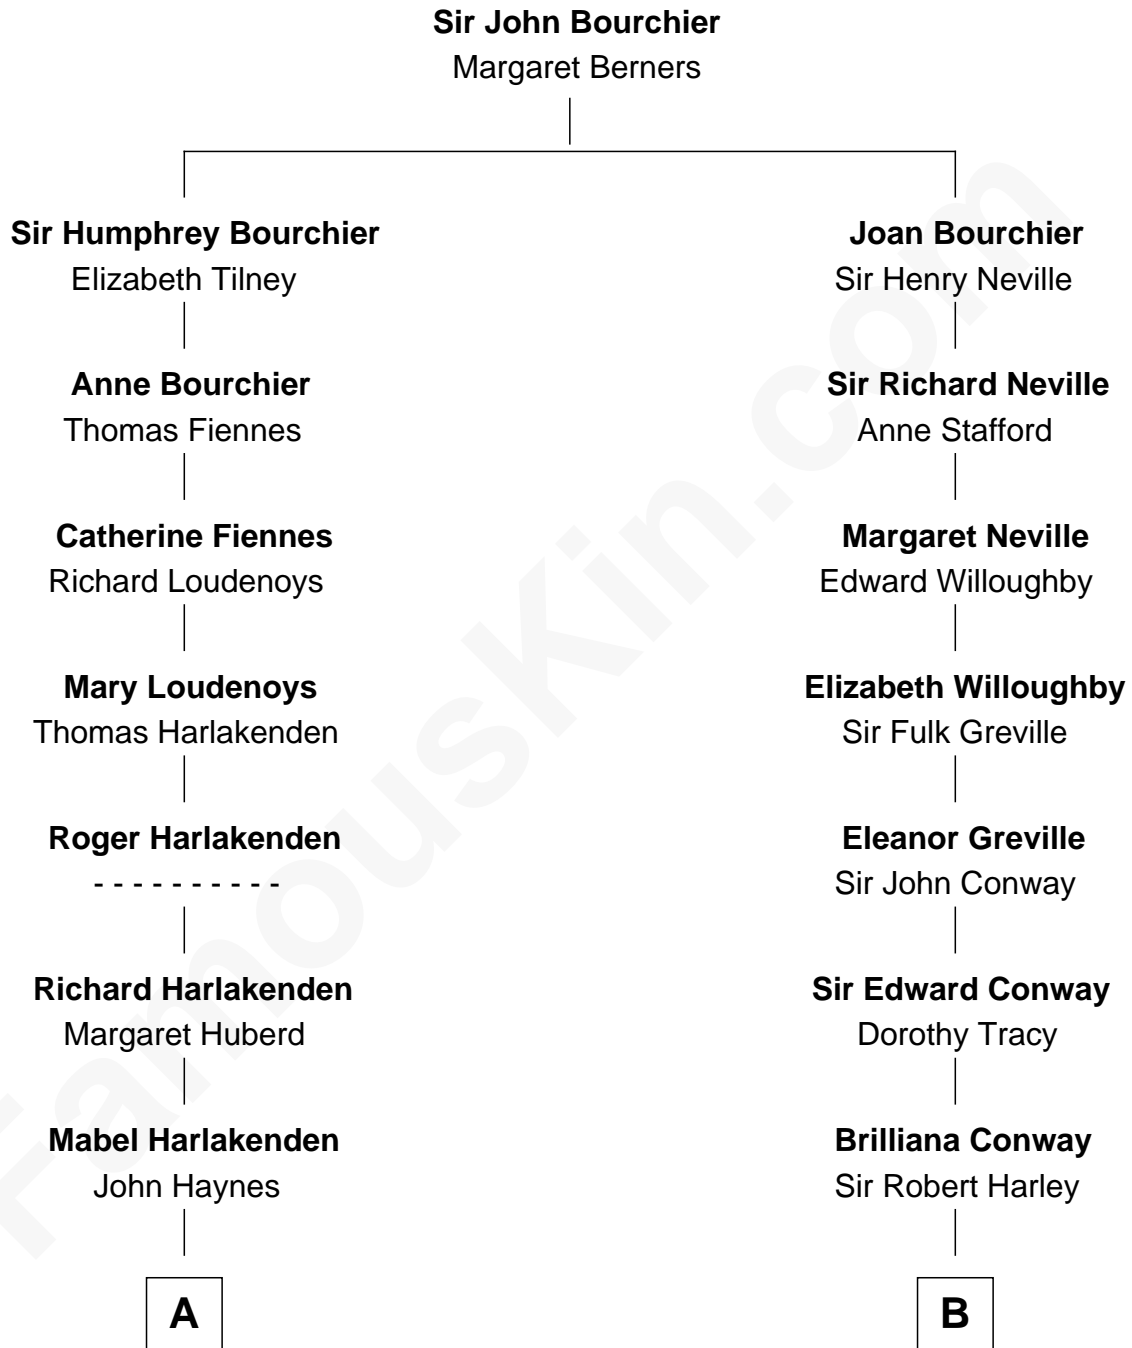 Sir John Bourchier
Margaret Berners
Sir Humphrey Bourchier
Elizabeth Tilney
Joan Bourchier
Sir Henry Neville
Anne Bourchier
Thomas Fiennes
Sir Richard Neville
Anne Stafford
Catherine Fiennes
Richard Loudenoys
Margaret Neville
Edward Willoughby
Mary Loudenoys
Thomas Harlakenden
Elizabeth Willoughby
Sir Fulk Greville
Roger Harlakenden
- - - - - - - - - -
Eleanor Greville
Sir John Conway
Richard Harlakenden
Margaret Huberd
Sir Edward Conway
Dorothy Tracy
Mabel Harlakenden
John Haynes
Brilliana Conway
Sir Robert Harley
A
B
FamousKin.com